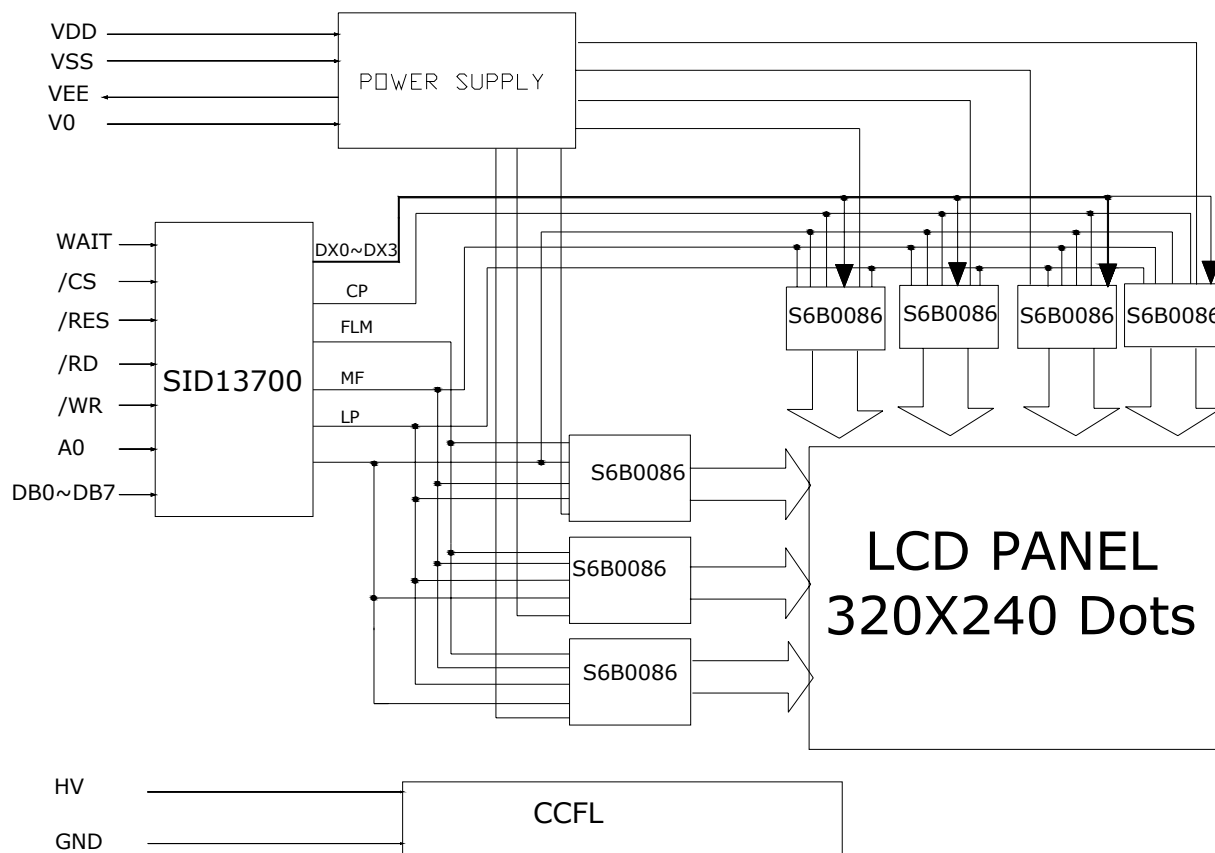 VDD
VSS
VEE
V0
POWER SUPPLY
WAIT
/CS
/RES
/RD
/WR
A0
DB0~DB7
SID13700
DX0~DX3
CP
FLM
MF
LP
S6B0086
S6B0086
S6B0086
S6B0086
S6B0086
S6B0086
S6B0086
LCD PANEL
320X240 Dots
HV
GND
CCFL